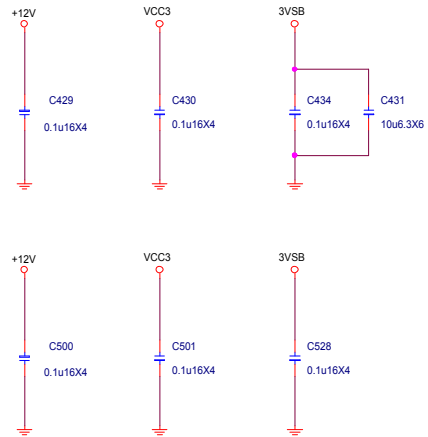 +12V VCC3 3VSB
C429 C430 C434 C431
0.1u16X4 0.1u16X4 0.1u16X4 10u6.3X6
+12V VCC3 3VSB
C500 C501 C528
0.1u16X4 0.1u16X4 0.1u16X4